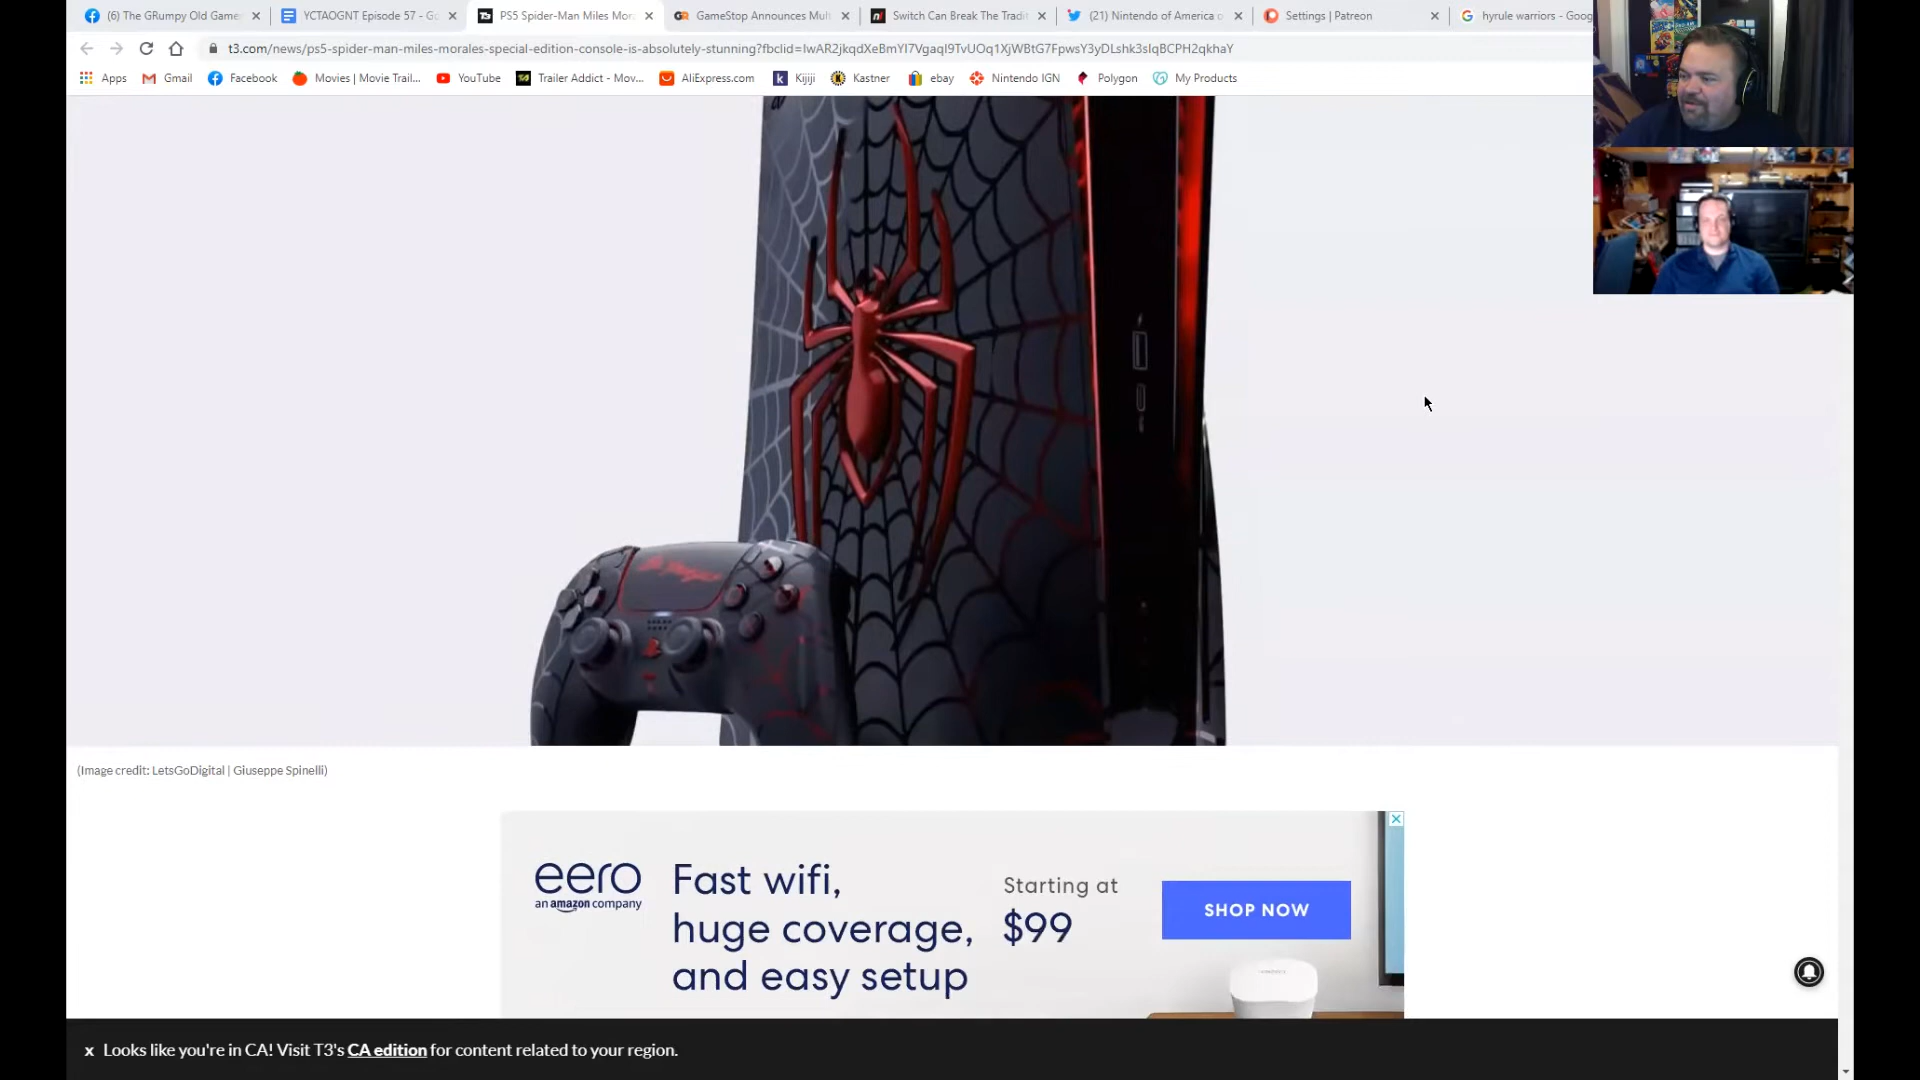 (6) The GRumpy Old Game
YCTAOGNT Episode 57 - Go
PS5 Spider-Man Miles Mor
GameStop Announces Mult
Switch Can Break The Tradit
(21) Nintendo of America o
Settings | Patreon
hyrule warriors - Goog
t3.com/news/ps5-spider-man-miles-morales-special-edition-console-is-absolutely-stunning?fbclid=IwAR2jkqdXeBmYI7VgaqI9TvUOq1XjWBtG7FpwsY3yDLshk3sIqBCPH2qkhaY
Apps
Gmail
Facebook
Movies | Movie Trail...
YouTube
Trailer Addict - Mov...
AliExpress.com
Kijiji
Kastner
ebay
Nintendo IGN
Polygon
My Products
(Image credit: LetsGoDigital | Giuseppe Spinelli)
eero
an amazon company
Fast wifi,
huge coverage,
and easy setup
Starting at
$99
SHOP NOW
x Looks like you're in CA! Visit T3's CA edition for content related to your region.